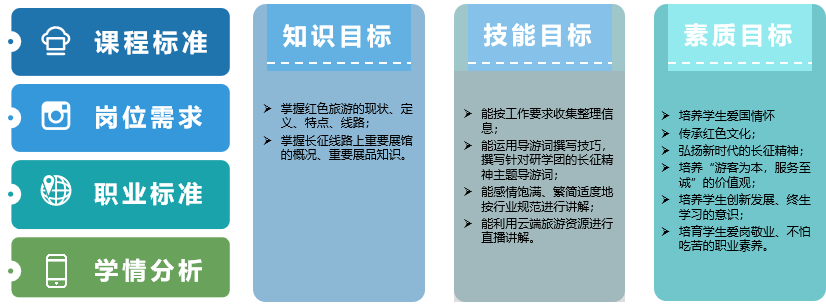 课程标准
岗位需求
职业标准
学情分析
知识目标
➢ 掌握红色旅游的现状、定
义、特点、线路；
➢ 掌握长征线路上重要展馆
的概况、重要展品知识。
技能目标
➢ 能按工作要求收集整理信
息；
➢ 能运用导游词撰写技巧，
撰写针对研学团的长征精
神主题导游词；
➢ 能感情饱满、繁简适度地
按行业规范进行讲解；
➢ 能利用云端旅游资源进行
直播讲解。
素质目标
➢ 培养学生爱国情怀
➢ 传承红色文化；
➢ 弘扬新时代的长征精神；
➢ 培养“游客为本，服务至
诚”的价值观；
➢ 培养学生创新发展、终生
学习的意识；
➢ 培育学生爱岗敬业、不怕
吃苦的职业素养。